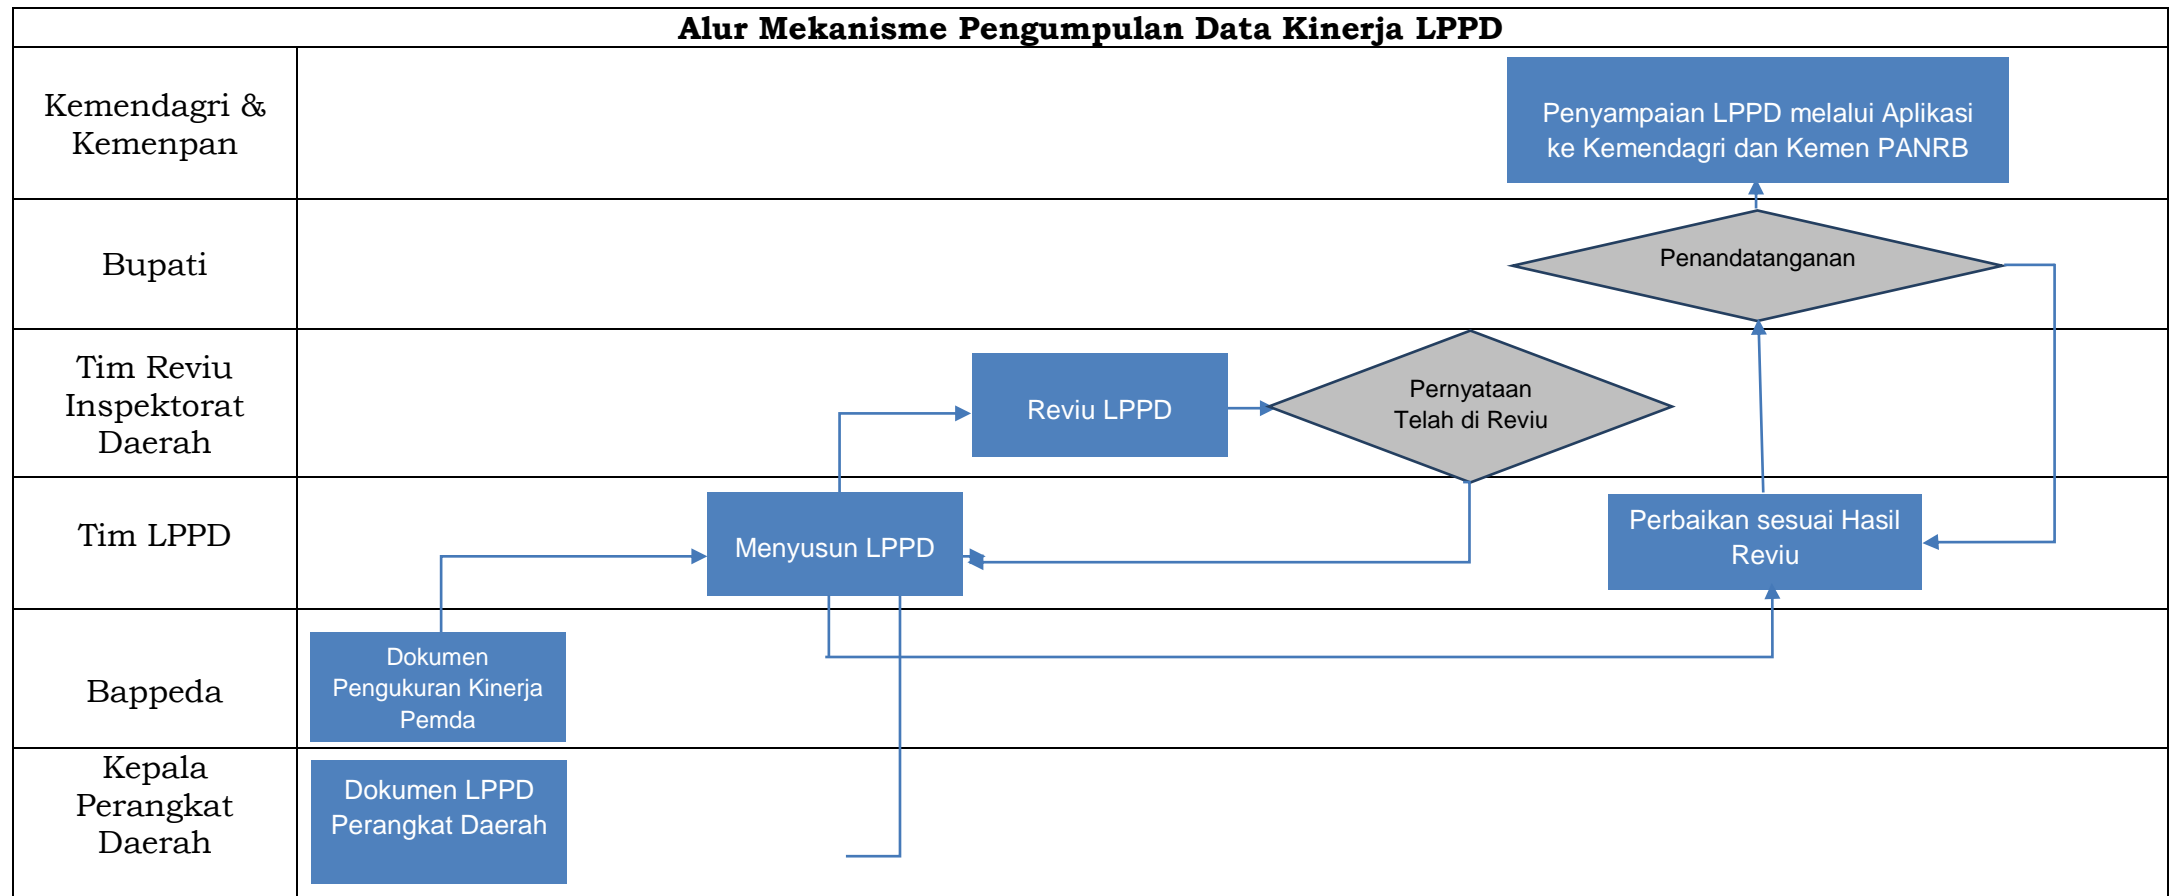 Alur Mekanisme Pengumpulan Data Kinerja LPPD
Kemendagri &
Kemenpan
Penyampaian LPPD melalui Aplikasi
ke Kemendagri dan Kemen PANRB
Bupati
Penandatanganan
Tim Reviu
Inspektorat
Daerah
Reviu LPPD
Pernyataan
Telah di Reviu
Tim LPPD
Menyusun LPPD
Perbaikan sesuai Hasil
Reviu
Bappeda
Dokumen
Pengukuran Kinerja
Pemda
Kepala
Perangkat
Daerah
Dokumen LPPD
Perangkat Daerah